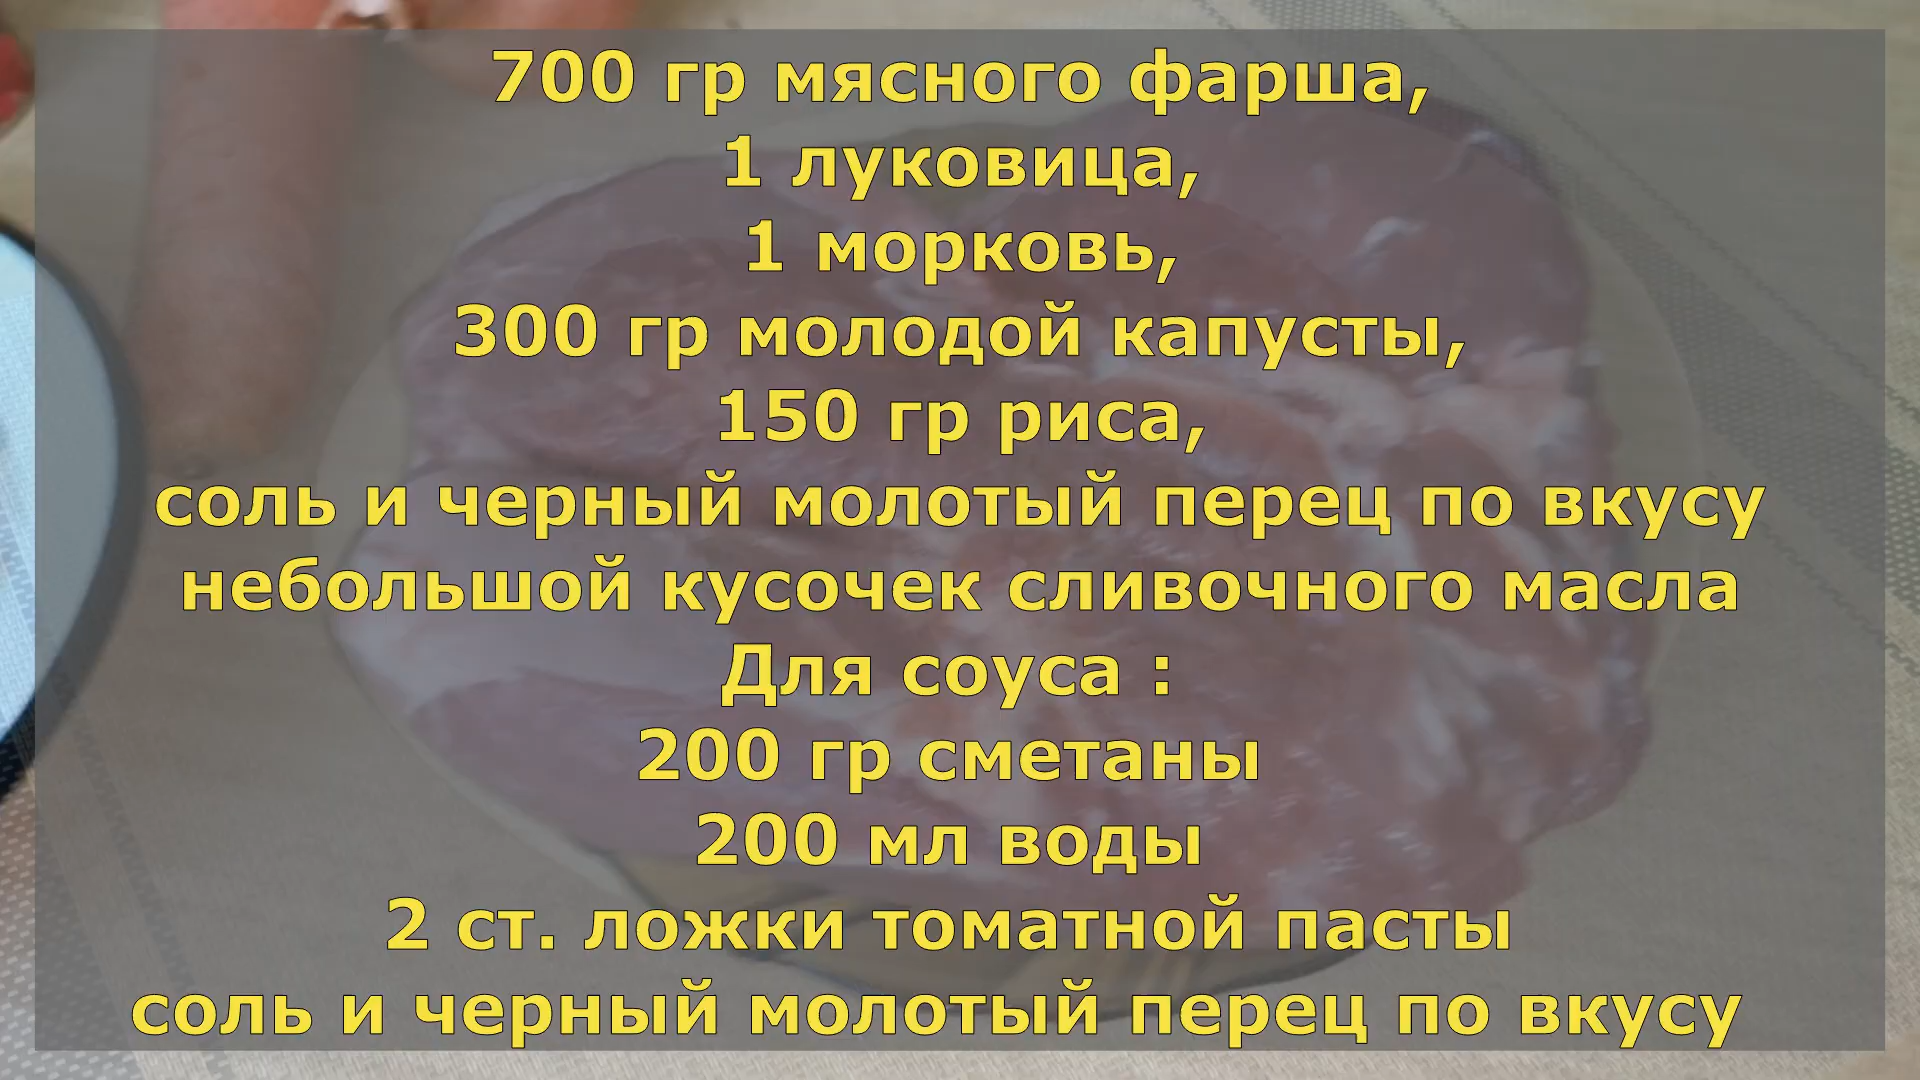 700 гр мясного фарша,
1 луковица,
1 морковь,
300 гр молодой капусты,
150 гр риса,
соль и черный молотый перец по вкусу
небольшой кусочек сливочного масла
Для соуса :
200 гр сметаны
200 мл воды
2 ст. ложки томатной пасты
соль и черный молотый перец по вкусу